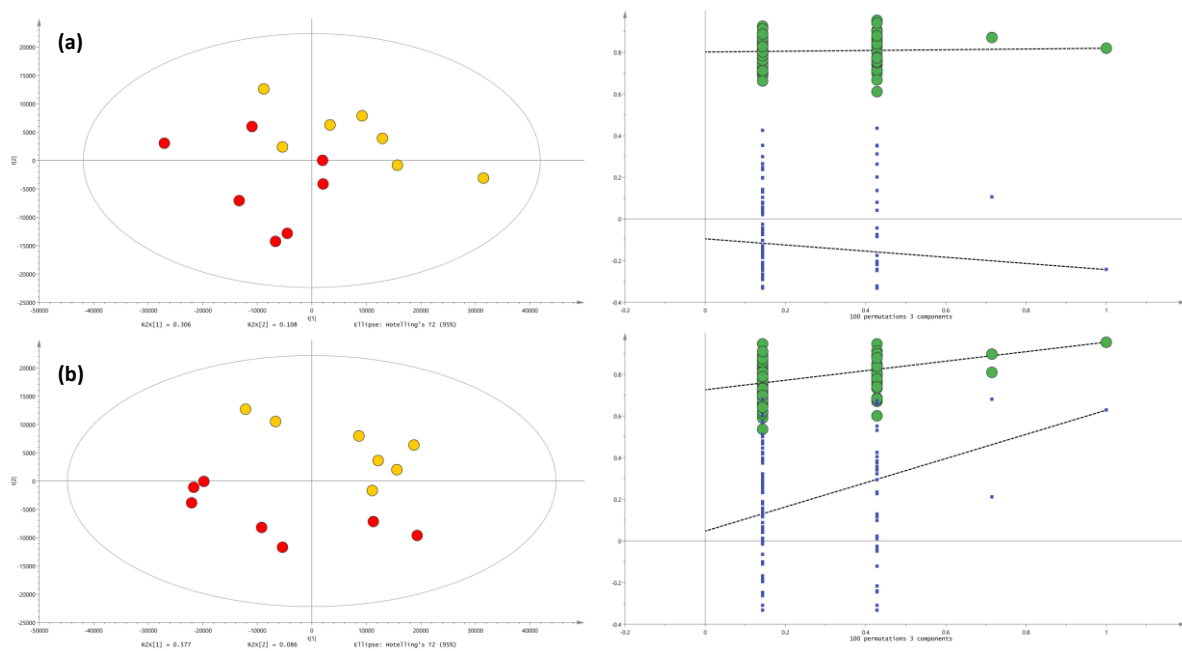 (a)
20000
15000
10000
5000
0
-5000
-10000
-15000
-20000
-25000
t[2]
-50000 -40000 -30000 -20000 -10000 0 10000 20000 30000 40000
t[1]
R2X[1] = 0.306 R2X[2] = 0.108 Ellipse: Hotelling's T2 (95%)
0.8
0.6
0.4
0.2
0
-0.2
-0.4
-0.2 0 0.2 0.4 0.6 0.8 1
100 permutations 3 components
(b)
20000
15000
10000
5000
0
-5000
-10000
-15000
-20000
-25000
t[2]
-50000 -40000 -30000 -20000 -10000 0 10000 20000 30000 40000
t[1]
R2X[1] = 0.577 R2X[2] = 0.086 Ellipse: Hotelling's T2 (95%)
0.8
0.6
0.4
0.2
0
-0.2
-0.4
-0.2 0 0.2 0.4 0.6 0.8 1
100 permutations 3 components